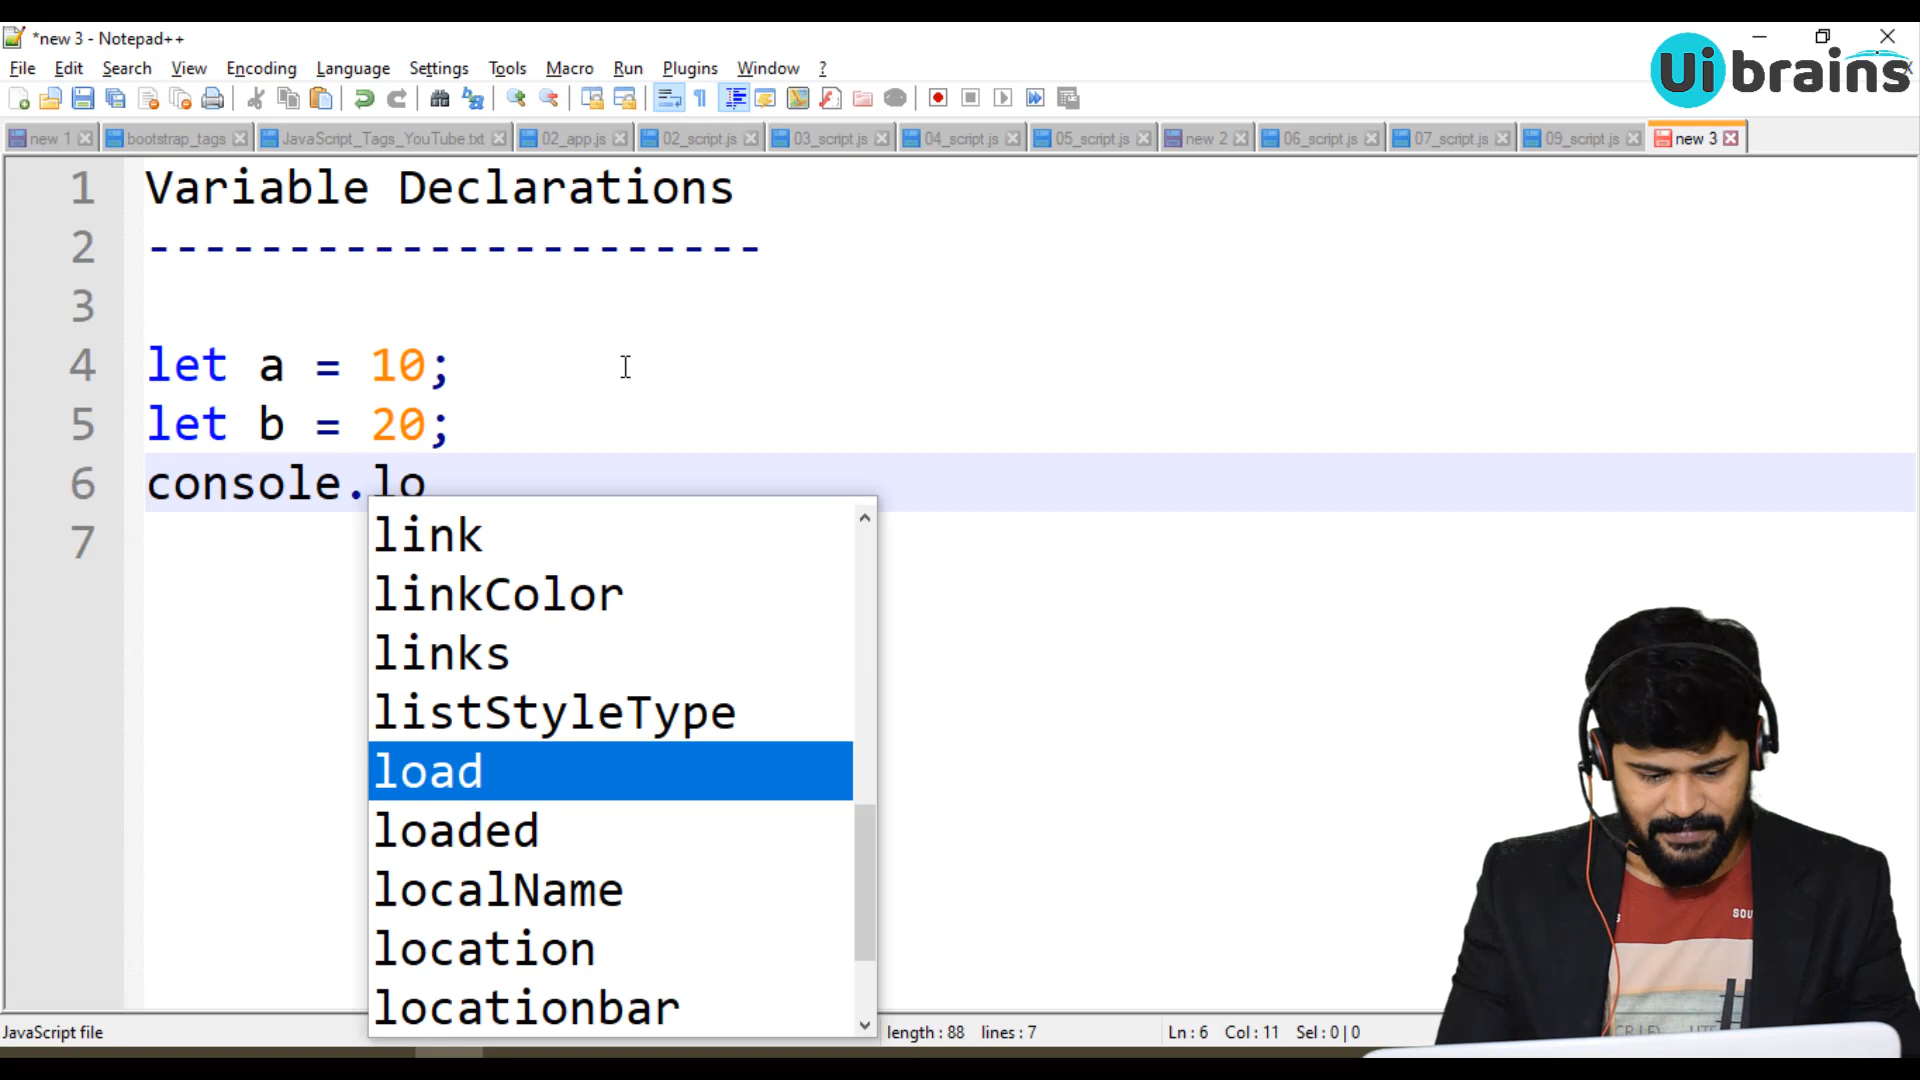 *new 3 - Notepad++
Ui brains
File Edit Search View Encoding Language Settings Tools Macro Run Plugins Window ?
new 1 bootstrap_tags JavaScript_Tags_YouTube.txt 02_app.js 02_script.js 03_script.js 04_script.js 05_script.js new 2 06_script.js 07_script.js 09_script.js new 3
1 Variable Declarations
2 ----------------------
3
4 let a = 10;
5 let b = 20;
6 console.lo
7
link
linkColor
links
listStyleType
load
loaded
localName
location
locationbar
SOU
JavaScript file length : 88 lines : 7 Ln : 6 Col : 11 Sel : 0 | 0